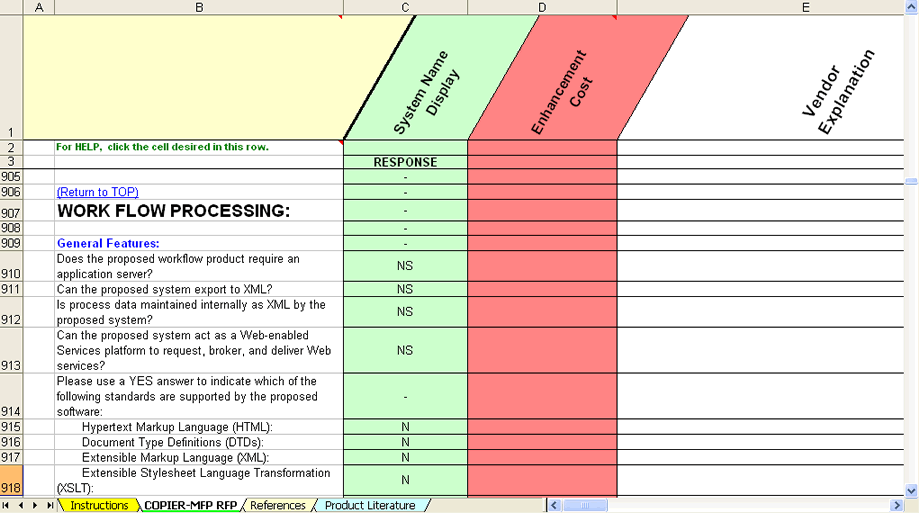 A B C D E
1 System Name Display Enhancement Cost Vendor Explanation
2 For HELP, click the cell desired in this row.
3 RESPONSE
905 -
906 (Return to TOP) -
907 WORK FLOW PROCESSING: -
908 -
909 General Features: -
Does the proposed workflow product require an
910 application server? NS
911 Can the proposed system export to XML? NS
Is process data maintained internally as XML by the
912 proposed system? NS
Can the proposed system act as a Web-enabled
Services platform to request, broker, and deliver Web NS
913 services?
Please use a YES answer to indicate which of the
following standards are supported by the proposed -
914 software:
915 Hypertext Markup Language (HTML): N
916 Document Type Definitions (DTDs): N
917 Extensible Markup Language (XML): N
Extensible Stylesheet Language Transformation
918 (XSLT): N
Instructions COPIER-MFP RFP References Product Literature